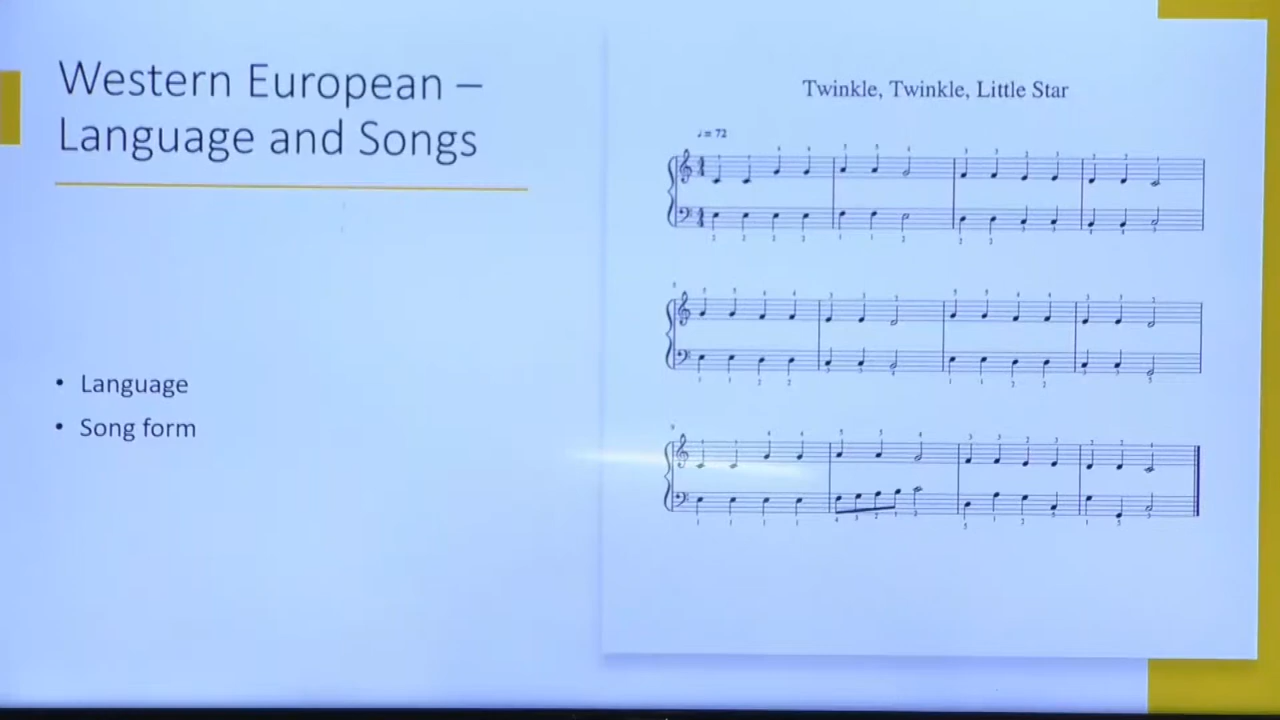 Western European –
Language and Songs
• Language
• Song form
Twinkle, Twinkle, Little Star
♩ = 72